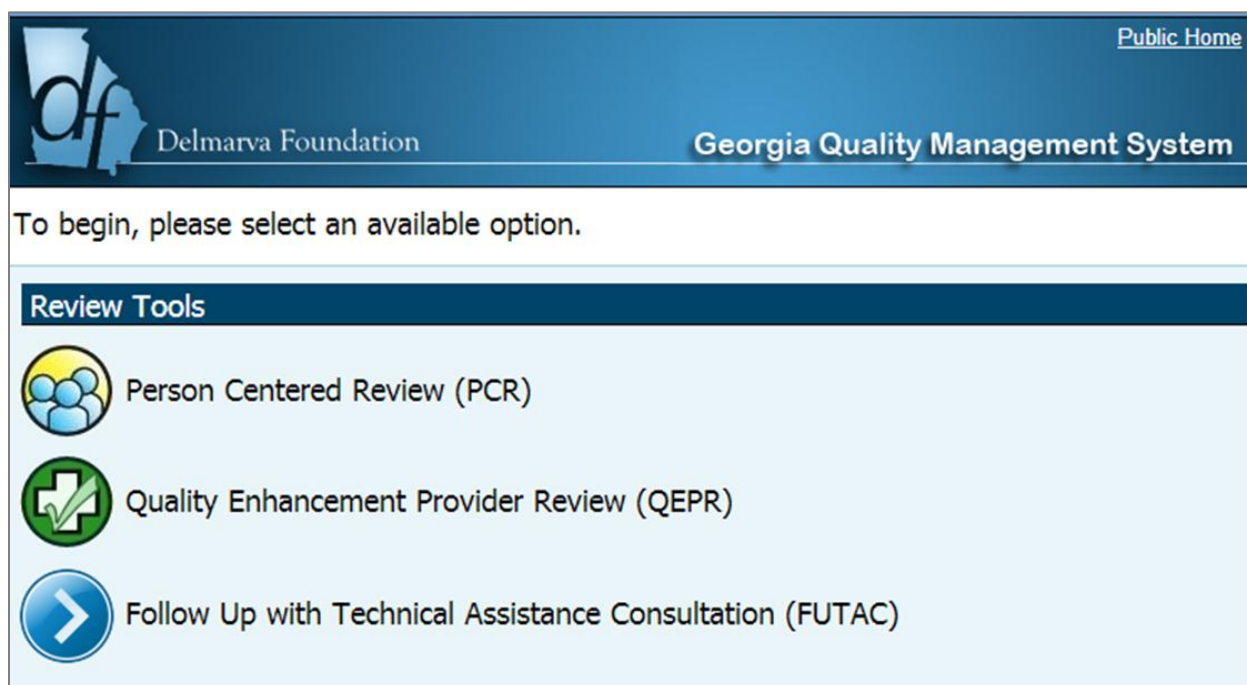 Public Home
df
Delmarva Foundation
Georgia Quality Management System
To begin, please select an available option.
Review Tools
Person Centered Review (PCR)
Quality Enhancement Provider Review (QEPR)
Follow Up with Technical Assistance Consultation (FUTAC)